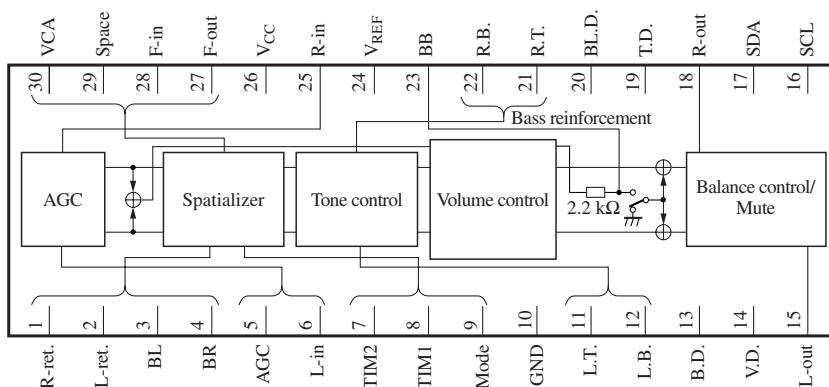 VCA
Space
F-in
F-out
VCC
R-in
VREF
BB
R.B.
R.T.
BL.D.
T.D.
R-out
SDA
SCL
30
29
28
27
26
25
24
23
22
21
20
19
18
17
16
Bass reinforcement
AGC
Spatializer
Tone control
Volume control
2.2 kΩ
Balance control/
Mute
1
2
3
4
5
6
7
8
9
10
11
12
13
14
15
R-ret.
L-ret.
BL
BR
AGC
L-in
TIM2
TIM1
Mode
GND
L.T.
L.B.
B.D.
V.D.
L-out